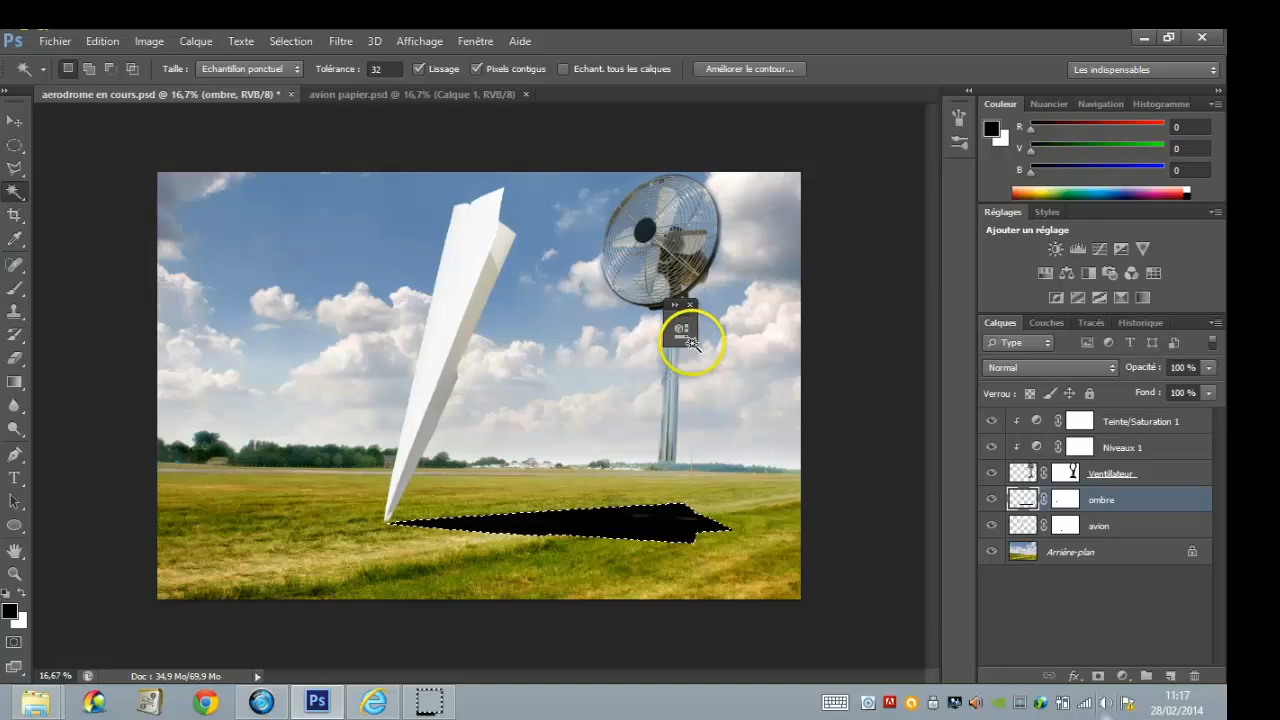 Ps Fichier Edition Image Calque Texte Sélection Filtre 3D Affichage Fenêtre Aide
Taille : Echantillon ponctuel Tolérance : 32 Lissage Pixels contigus Echant. tous les calques Améliorer le contour... Les indispensables
aerodrome en cours.psd @ 16,7% (ombre, RVB/8) * × avion papier.psd @ 16,7% (Calque 1, RVB/8) ×
Couleur Nuancier Navigation Histogramme
R 0
V 0
B 0
Réglages Styles
Ajouter un réglage
Calques Couches Tracés Historique
Type
Normal Opacité : 100 %
Verrou : Fond : 100 %
Teinte/Saturation 1
Niveaux 1
Ventillateur
ombre
avion
Arrière-plan
16,67 % Doc : 34,9 Mo/69,9 Mo
Ps
11:17
28/02/2014